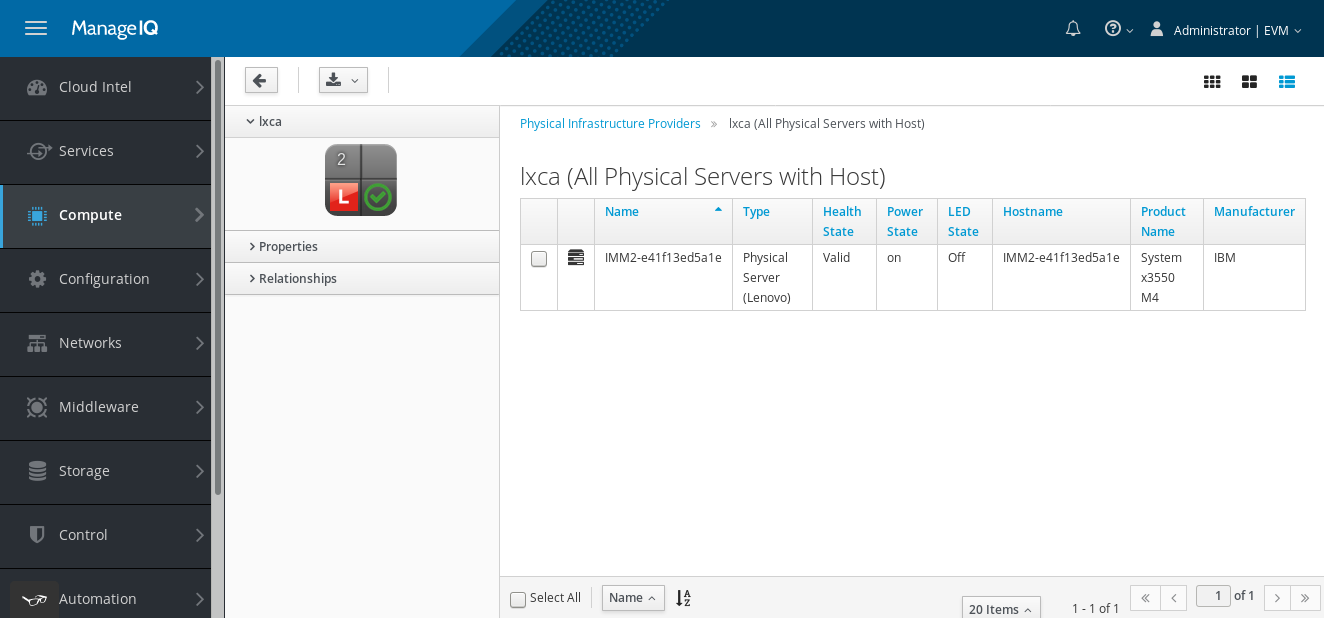 ManageIQ
Administrator | EVM
Cloud Intel
Services
Compute
Configuration
Networks
Middleware
Storage
Control
Automation
lxca
2
L
Properties
Relationships
Physical Infrastructure Providers » lxca (All Physical Servers with Host)
lxca (All Physical Servers with Host)
Name Type Health State Power State LED State Hostname Product Name Manufacturer
IMM2-e41f13ed5a1e Physical Server (Lenovo) Valid on Off IMM2-e41f13ed5a1e System x3550 M4 IBM
Select All Name A Z 20 Items 1 - 1 of 1 « ‹ 1 of 1 › »